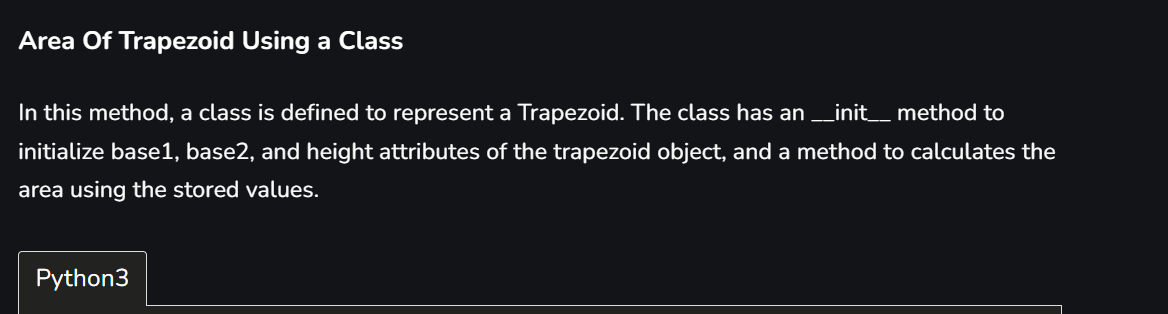 Area Of Trapezoid Using a Class
In this method, a class is defined to represent a Trapezoid. The class has an __init__ method to
initialize base1, base2, and height attributes of the trapezoid object, and a method to calculates the
area using the stored values.
Python3